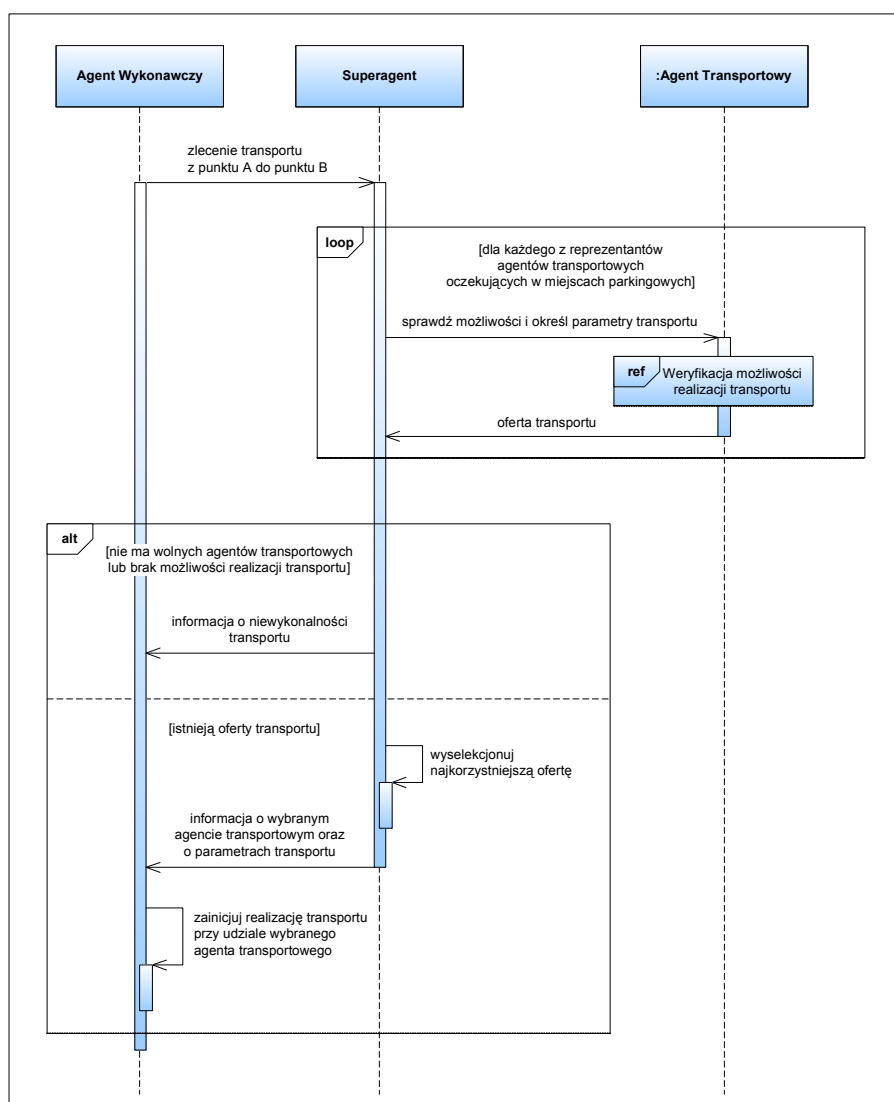 Agent Wykonawczy
Superagent
:Agent Transportowy
zlecenie transportu
z punktu A do punktu B
loop
[dla każdego z reprezentantów
agentów transportowych
oczekujących w miejscach parkingowych]
sprawdź możliwości i określ parametry transportu
ref
Weryfikacja możliwości
realizacji transportu
oferta transportu
alt
[nie ma wolnych agentów transportowych
lub brak możliwości realizacji transportu]
informacja o niewykonalności
transportu
[istnieją oferty transportu]
wyselekcjonuj
najkorzystniejszą ofertę
informacja o wybranym
agencie transportowym oraz
o parametrach transportu
zainicjuj realizację transportu
przy udziale wybranego
agenta transportowego